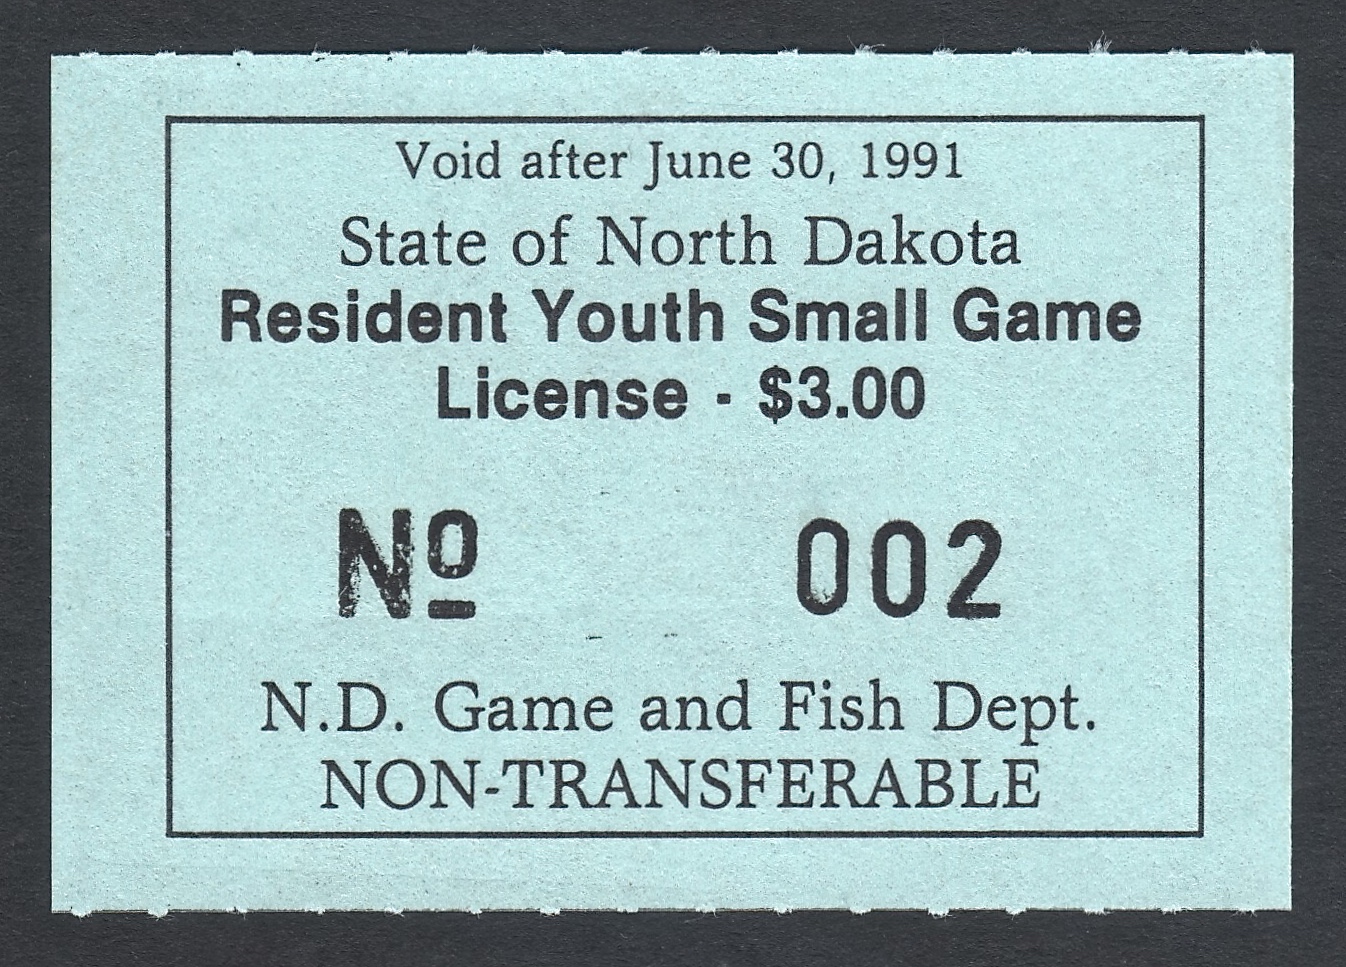 Void after June 30, 1991
State of North Dakota
Resident Youth Small Game
License - $3.00
Nº 002
N.D. Game and Fish Dept.
NON-TRANSFERABLE